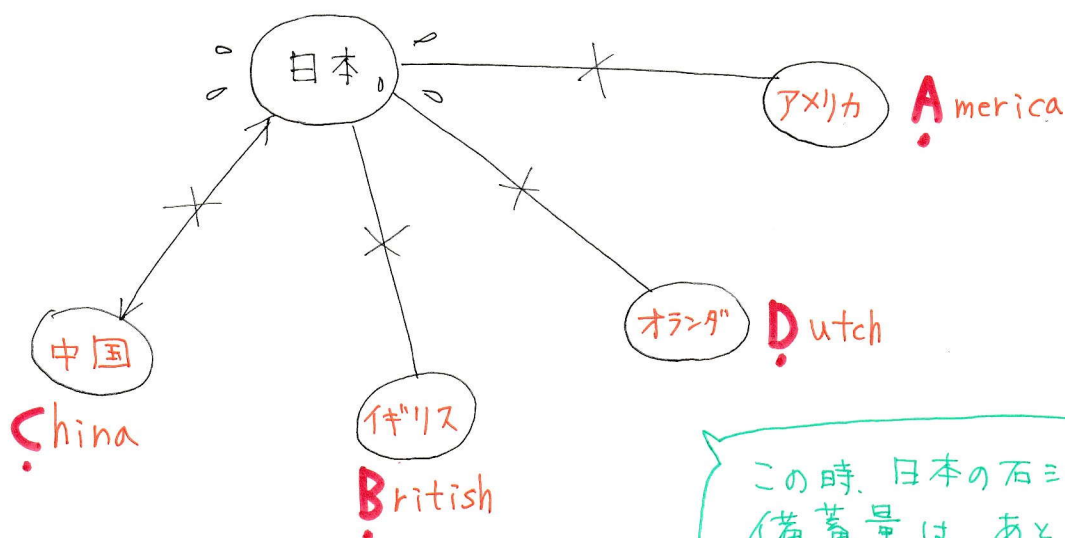 日本
アメリカ America
オランダ Dutch
中国
China
イギリス
British
この時、日本の石
備蓄量は、あと